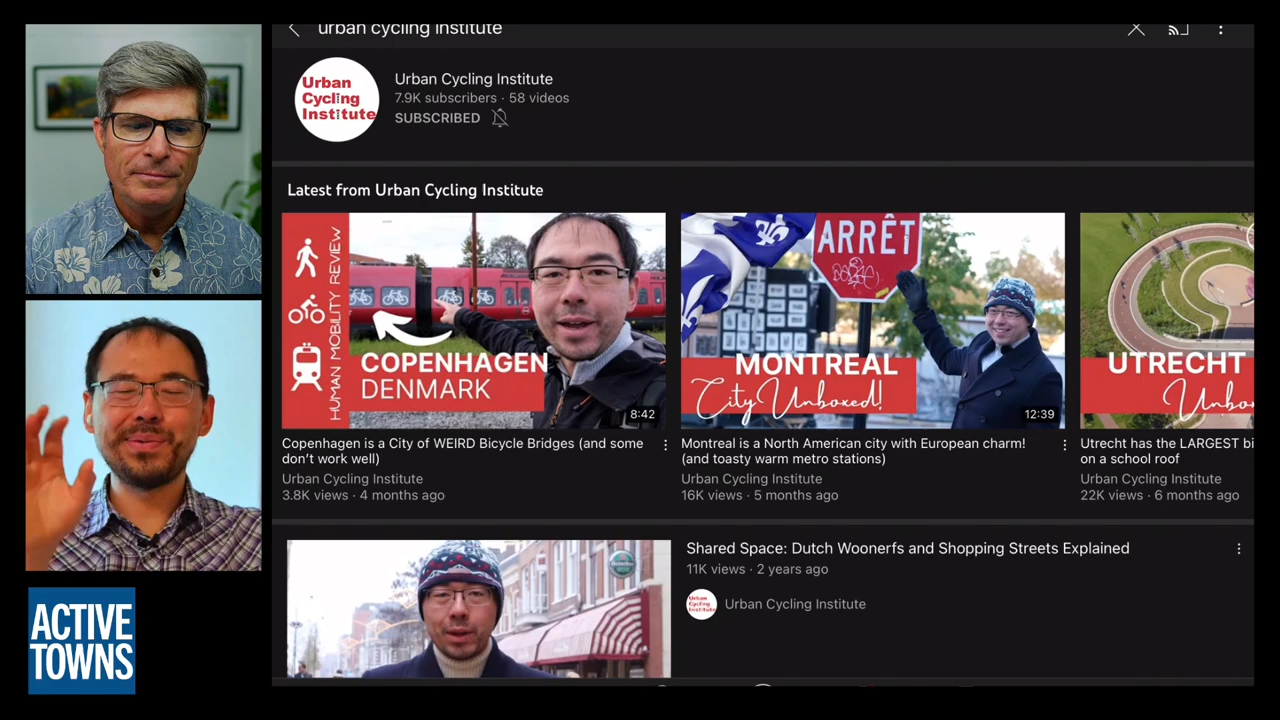 urban cycling institute
Urban
Cycling
Institute
Urban Cycling Institute
7.9K subscribers · 58 videos
SUBSCRIBED
Latest from Urban Cycling Institute
HUMAN MOBILITY REVIEW
COPENHAGEN
DENMARK
8:42
ARRÊT
MONTREAL
City Unboxed!
12:39
UTRECHT
Unbo
Copenhagen is a City of WEIRD Bicycle Bridges (and some
don't work well)
Urban Cycling Institute
3.8K views · 4 months ago
Montreal is a North American city with European charm!
(and toasty warm metro stations)
Urban Cycling Institute
16K views · 5 months ago
Utrecht has the LARGEST bi
on a school roof
Urban Cycling Institute
22K views · 6 months ago
Shared Space: Dutch Woonerfs and Shopping Streets Explained
11K views · 2 years ago
Urban
Cycling
Institute
Urban Cycling Institute
ACTIVE
TOWNS